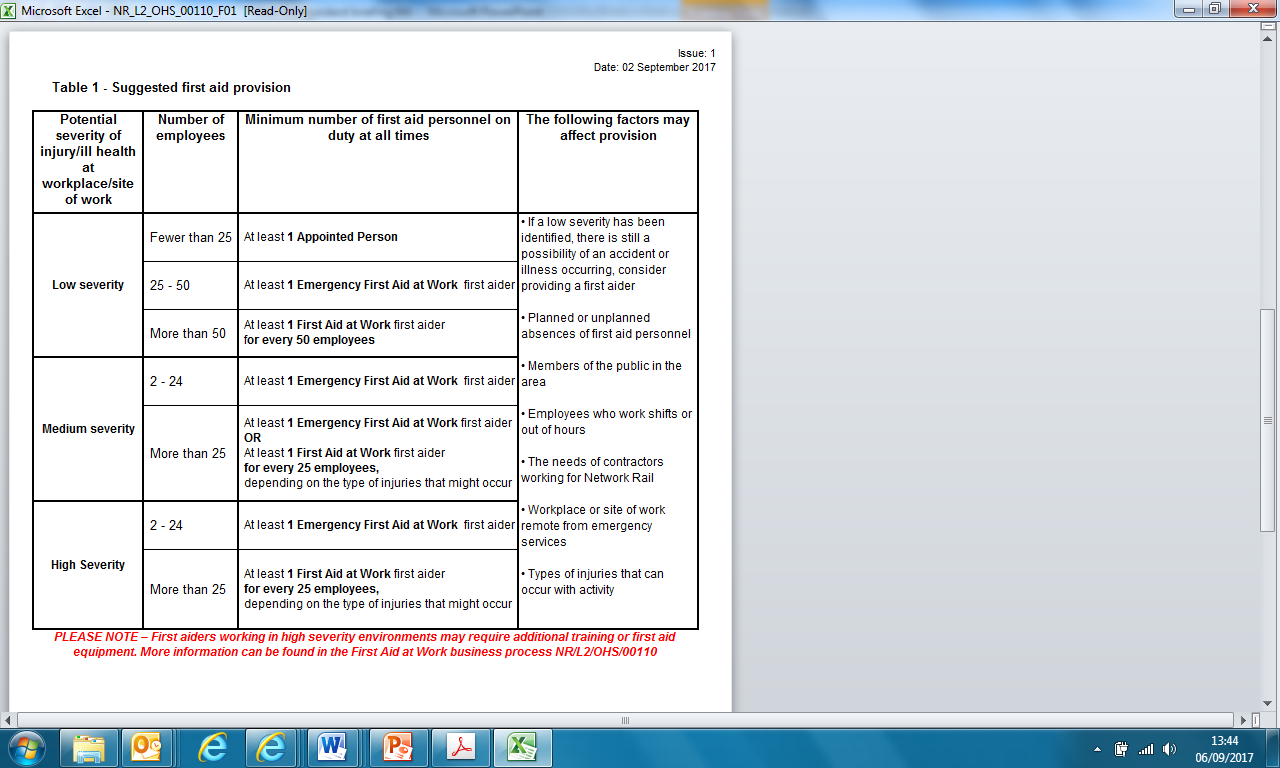 Microsoft Excel - NR_L2_OHS_00110_F01 [Read-Only]
Issue: 1
Date: 02 September 2017
Table 1 - Suggested first aid provision
Potential
severity of
injury/ill health
at
workplace/site
of work
Number of
employees
Minimum number of first aid personnel on
duty at all times
The following factors may
affect provision
Low severity
Fewer than 25
At least 1 Appointed Person
25 - 50
At least 1 Emergency First Aid at Work first aider
More than 50
At least 1 First Aid at Work first aider
for every 50 employees
Medium severity
2 - 24
At least 1 Emergency First Aid at Work first aider
More than 25
At least 1 Emergency First Aid at Work first aider
OR
At least 1 First Aid at Work first aider
for every 25 employees,
depending on the type of injuries that might occur
High Severity
2 - 24
At least 1 Emergency First Aid at Work first aider
More than 25
At least 1 First Aid at Work first aider
for every 25 employees,
depending on the type of injuries that might occur
• If a low severity has been
identified, there is still a
possibility of an accident or
illness occurring, consider
providing a first aider
• Planned or unplanned
absences of first aid personnel
• Members of the public in the
area
• Employees who work shifts or
out of hours
• The needs of contractors
working for Network Rail
• Workplace or site of work
remote from emergency
services
• Types of injuries that can
occur with activity
PLEASE NOTE – First aiders working in high severity environments may require additional training or first aid
equipment. More information can be found in the First Aid at Work business process NR/L2/OHS/00110
13:44
06/09/2017